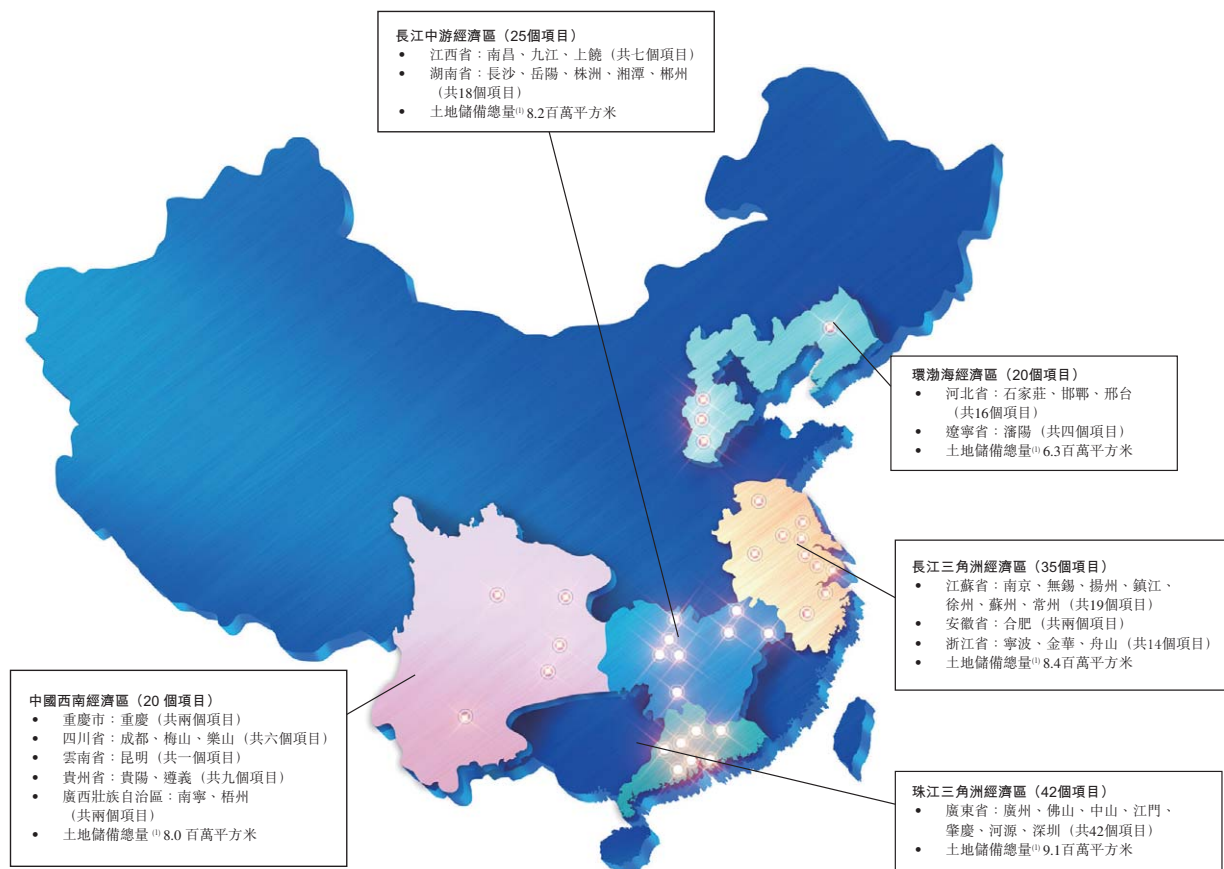 長江中游經濟區（25個項目）
• 江西省：南昌、九江、上饒（共七個項目）
• 湖南省：長沙、岳陽、株洲、湘潭、郴州
（共18個項目）
• 土地儲備總量⁽¹⁾ 8.2百萬平方米
環渤海經濟區（20個項目）
• 河北省：石家莊、邯鄲、邢台
（共16個項目）
• 遼寧省：瀋陽（共四個項目）
• 土地儲備總量⁽¹⁾ 6.3百萬平方米
長江三角洲經濟區（35個項目）
• 江蘇省：南京、無錫、揚州、鎮江、
徐州、蘇州、常州（共19個項目）
• 安徽省：合肥（共兩個項目）
• 浙江省：寧波、金華、舟山（共14個項目）
• 土地儲備總量⁽¹⁾ 8.4百萬平方米
中國西南經濟區（20 個項目）
• 重慶市：重慶（共兩個項目）
• 四川省：成都、梅山、樂山（共六個項目）
• 雲南省：昆明（共一個項目）
• 貴州省：貴陽、遵義（共九個項目）
• 廣西壯族自治區：南寧、梧州
（共兩個項目）
• 土地儲備總量 ⁽¹⁾ 8.0 百萬平方米
珠江三角洲經濟區（42個項目）
• 廣東省：廣州、佛山、中山、江門、
肇慶、河源、深圳（共42個項目）
• 土地儲備總量⁽¹⁾ 9.1百萬平方米